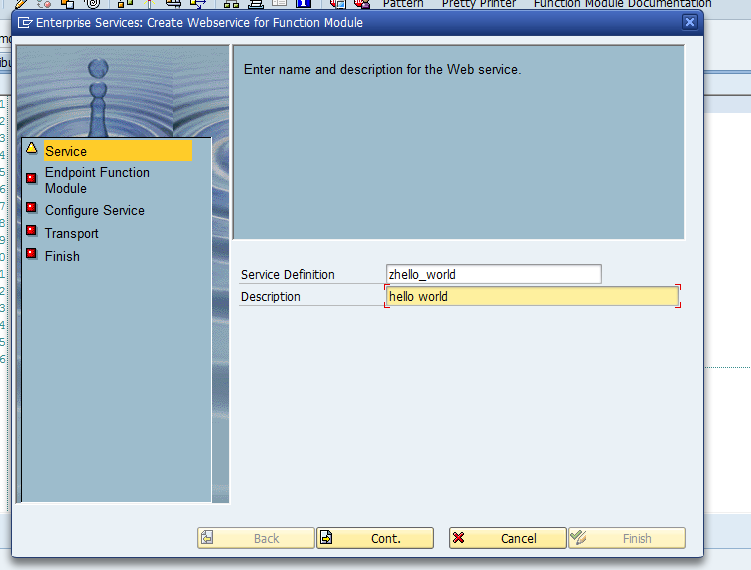 Pattern Pretty Printer Function Module Documentation
Enterprise Services: Create Webservice for Function Module
Enter name and description for the Web service.
Service
Endpoint Function
Module
Configure Service
Transport
Finish
Service Definition zhello_world
Description hello world
Back Cont. Cancel Finish